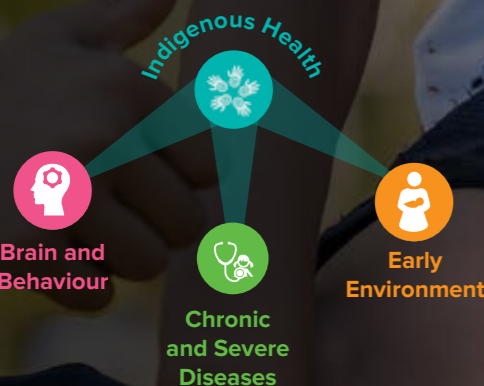 Indigenous Health
Brain and
Behaviour
Early
Environment
Chronic
and Severe
Diseases